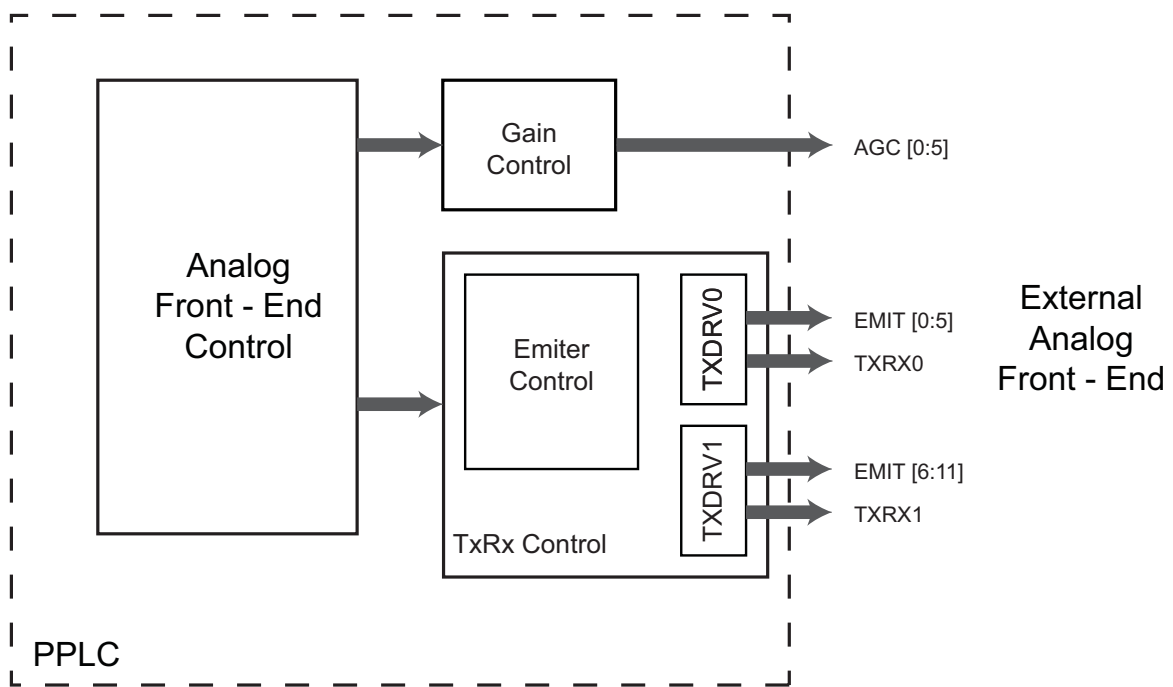 Analog
Front - End
Control
Gain
Control
AGC [0:5]
Emiter
Control
TXDRV0
EMIT [0:5]
TXRX0
TXDRV1
EMIT [6:11]
TXRX1
TxRx Control
External
Analog
Front - End
PPLC